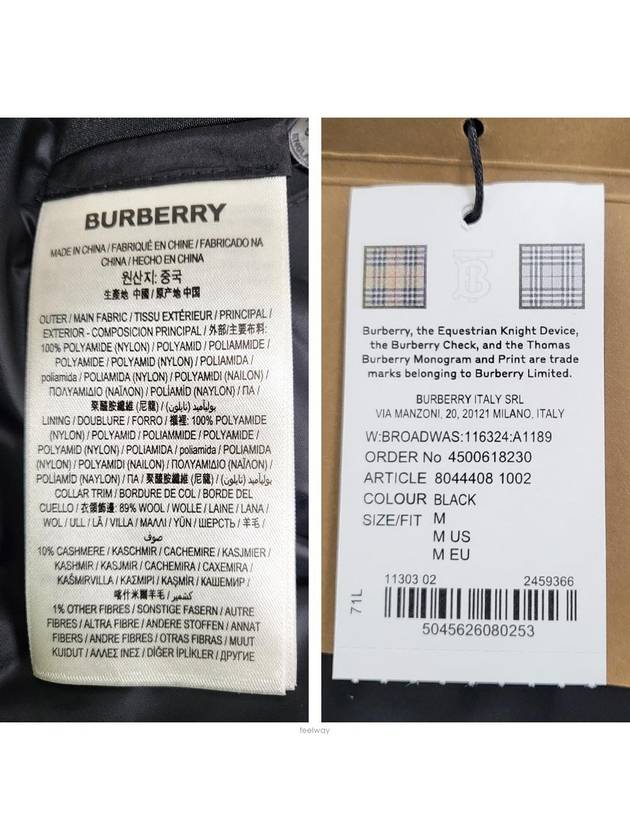 BURBERRY
MADE IN CHINA / FABRIQUÉ EN CHINE / FABRICADO NA
CHINA / HECHO EN CHINA
원산지: 중국
生產地 中國 / 原产地 中国
OUTER / MAIN FABRIC / TISSU EXTÉRIEUR / PRINCIPAL /
EXTERIOR - COMPOSICION PRINCIPAL / 外部/主要布料:
100% POLYAMIDE (NYLON) / POLYAMID / POLIAMMIDE /
POLYAMIDE / POLYAMID (NYLON) / POLIAMIDA /
poliamida / POLIAMIDA (NYLON) / POLYAMIDI (NAILON) /
ΠΟΛΥΑΜΙΔΙΟ (ΝΑΪΛΟΝ) / POLİAMİD (NAYLON) / ПА /
聚酰胺纖維 (尼龍) / بوليأميد (نايلون)
LINING / DOUBLURE / FORRO / 襯裡: 100% POLYAMIDE
(NYLON) / POLYAMID / POLIAMMIDE / POLYAMIDE /
POLYAMID (NYLON) / POLIAMIDA / poliamida / POLIAMIDA
(NYLON) / POLYAMIDI (NAILON) / ΠΟΛΥΑΜΙΔΙΟ (ΝΑΪΛΟΝ) /
POLİAMİD (NAYLON) / ПА / 聚酰胺纖維 (尼龍) / بوليأميد (نايلون)
COLLAR TRIM / BORDURE DE COL / BORDE DEL
CUELLO / 衣領飾邊: 89% WOOL / WOLLE / LAINE / LANA /
WOL / ULL / LÃ / VILLA / ΜΑΛΛΙ / YÜN / ШЕРСТЬ / 羊毛 /
صوف
10% CASHMERE / KASCHMIR / CACHEMIRE / KASJMIER /
KASHMIR / KASJMIR / CACHEMIRA / CAXEMIRA /
KAŠMIRVILLA / ΚΑΣΜΙΡΙ / KAŞMİR / КАШЕМИР /
喀什米爾羊毛 / كشمير
1% OTHER FIBRES / SONSTIGE FASERN / AUTRE
FIBRES / ALTRA FIBRE / ANDERE STOFFEN / ANNAT
FIBERS / ANDRE FIBRES / OTRAS FIBRAS / MUUT
KUIDUT / ΑΛΛΕΣ ΙΝΕΣ / DİĞER İPLİKLER / ДРУГИЕ
Burberry, the Equestrian Knight Device,
the Burberry Check, and the Thomas
Burberry Monogram and Print are trade
marks belonging to Burberry Limited.
BURBERRY ITALY SRL
VIA MANZONI, 20, 20121 MILANO, ITALY
W:BROADWAS:116324:A1189
ORDER No 4500618230
ARTICLE 8044408 1002
COLOUR BLACK
SIZE/FIT M
M US
M EU
11303 02 2459366
71L
5045626080253
feelway